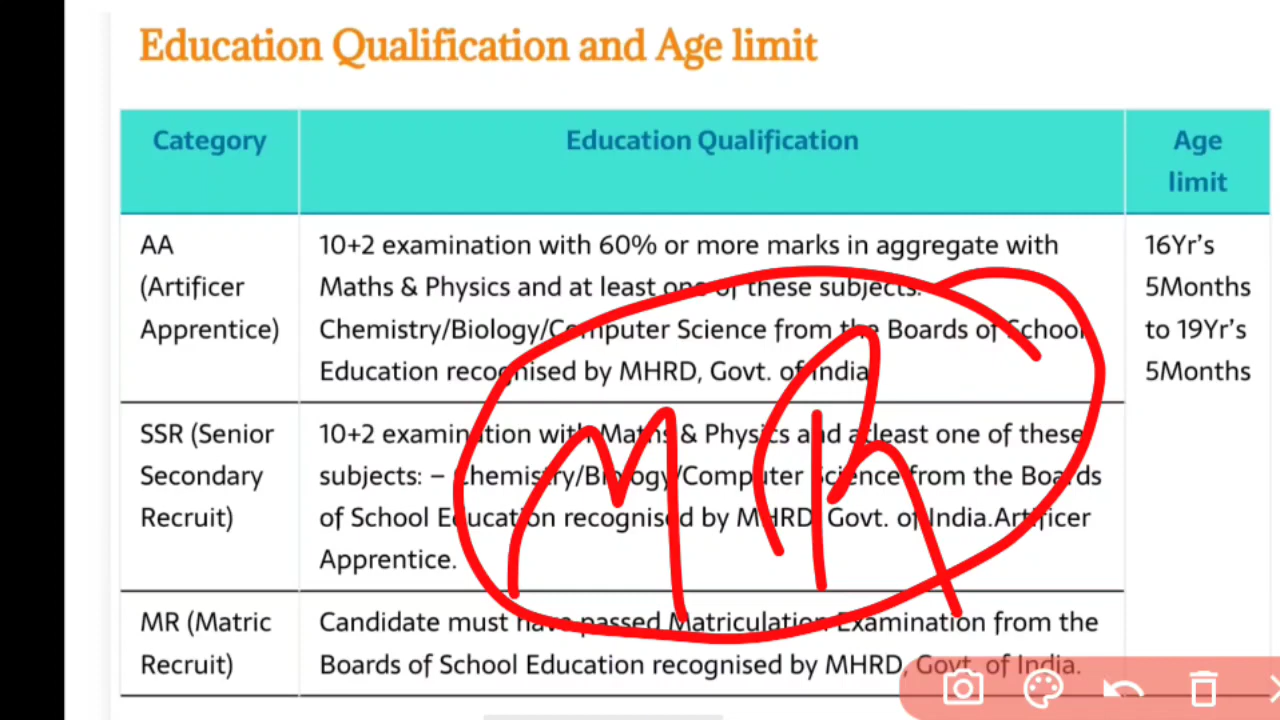 Education Qualification and Age limit
Category
Education Qualification
Age
limit
AA
(Artificer
Apprentice)
10+2 examination with 60% or more marks in aggregate with
Maths & Physics and at least one of these subjects:
Chemistry/Biology/Computer Science from the Boards of School
Education recognised by MHRD, Govt. of India
16Yr’s
5Months
to 19Yr’s
5Months
SSR (Senior
Secondary
Recruit)
10+2 examination with Maths & Physics and atleast one of these
subjects: – Chemistry/Biology/Computer Science from the Boards
of School Education recognised by MHRD, Govt. of India.Artificer
Apprentice.
MR (Matric
Recruit)
Candidate must have passed Matriculation Examination from the
Boards of School Education recognised by MHRD, Govt. of India.
MR